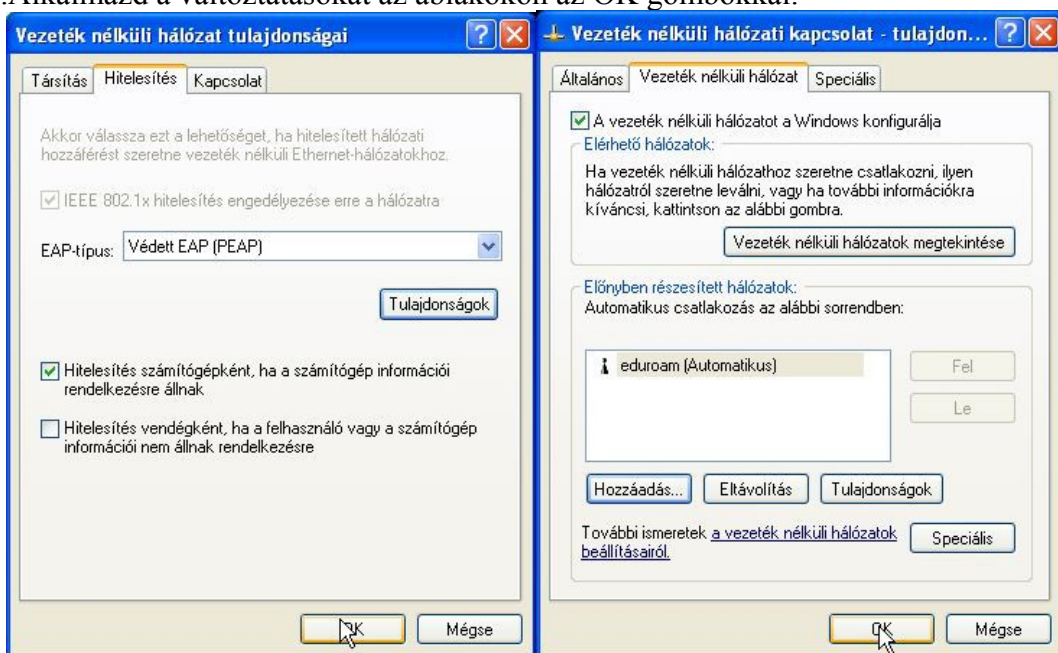 .Alkalmazd a változtatásokat az ablakokon az OK gombokkal:
Vezeték nélküli hálózat tulajdonságai
Társítás Hitelesítés Kapcsolat
Akkor válassza ezt a lehetőséget, ha hitelesített hálózati
hozzáférést szeretne vezeték nélküli Ethernet-hálózatokhoz.
IEEE 802.1x hitelesítés engedélyezése erre a hálózatra
EAP-típus: Védett EAP (PEAP)
Tulajdonságok
Hitelesítés számítógépként, ha a számítógép információi
rendelkezésre állnak
Hitelesítés vendégként, ha a felhasználó vagy a számítógép
információi nem állnak rendelkezésre
OK Mégse
Vezeték nélküli hálózati kapcsolat - tulajdon...
Általános Vezeték nélküli hálózat Speciális
A vezeték nélküli hálózatot a Windows konfigurálja
Elérhető hálózatok:
Ha vezeték nélküli hálózathoz szeretne csatlakozni, ilyen
hálózatról szeretne leválni, vagy ha további információkra
kíváncsi, kattintson az alábbi gombra.
Vezeték nélküli hálózatok megtekintése
Előnyben részesített hálózatok:
Automatikus csatlakozás az alábbi sorrendben:
eduroam (Automatikus)
Fel
Le
Hozzáadás... Eltávolítás Tulajdonságok
További ismeretek a vezeték nélküli hálózatok
beállításairól.
Speciális
OK Mégse